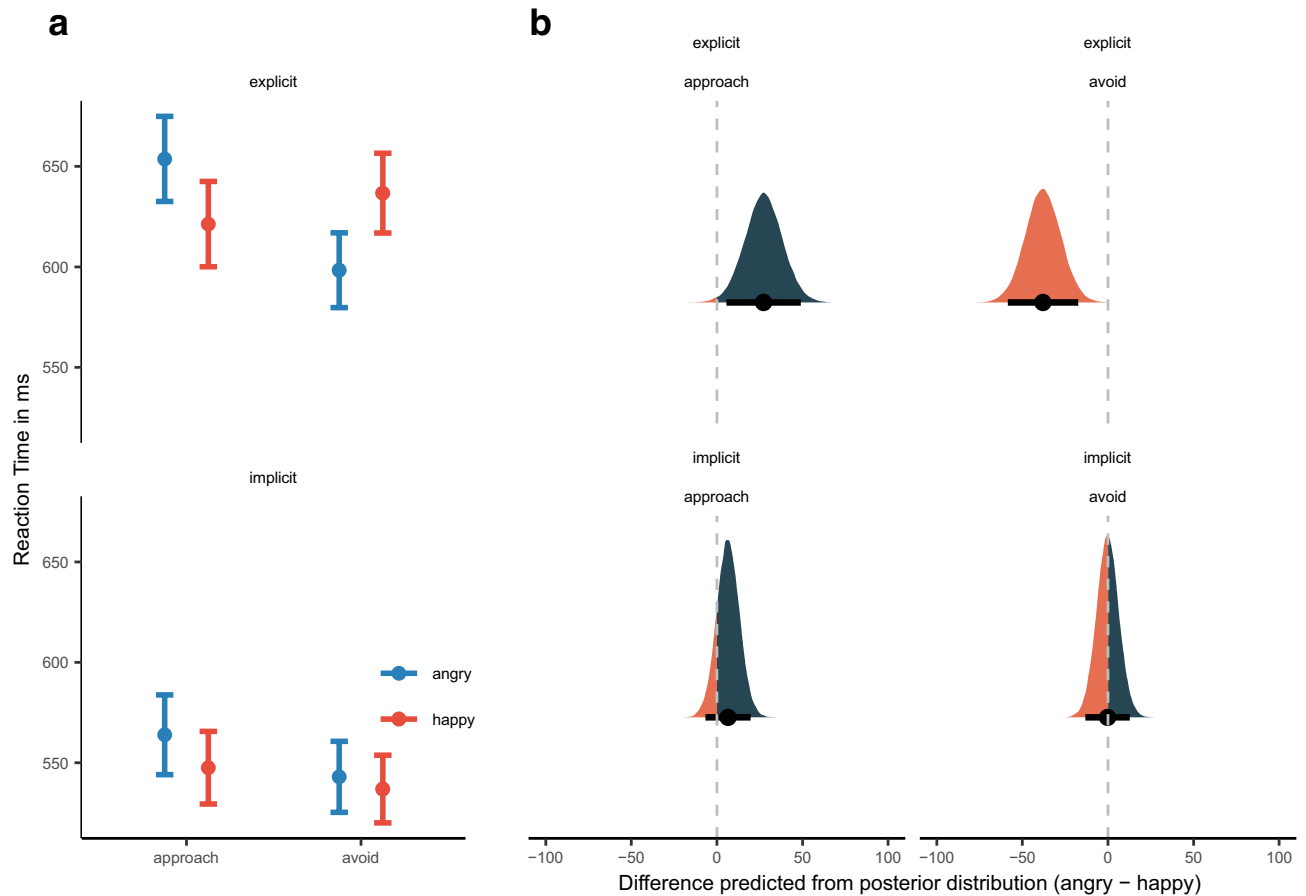 a
explicit
650
600
550
Reaction Time in ms
implicit
650
600
550
angry
happy
approach avoid
b
explicit explicit
approach avoid
implicit implicit
approach avoid
−100 −50 0 50 100 −100 −50 0 50 100
Difference predicted from posterior distribution (angry − happy)